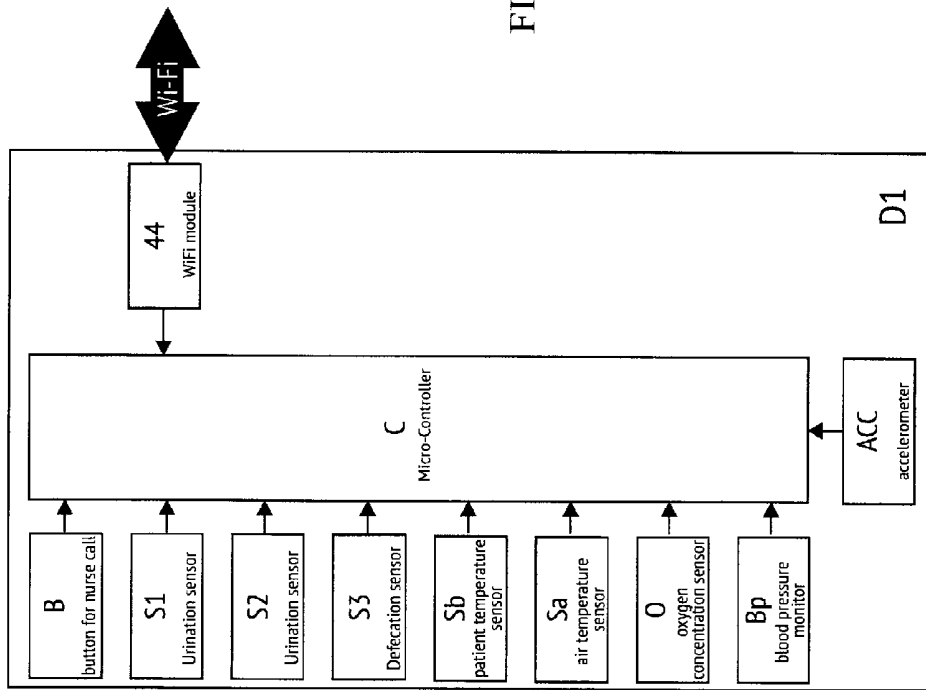 B
button for nurse call
S1
Urination sensor
S2
Urination sensor
S3
Defecation sensor
Sb
patient temperature
sensor
Sa
air temperature
sensor
O
oxygen
concentration sensor
Bp
blood pressure
monitor
C
Micro-Controller
ACC
accelerometer
44
WiFi module
Wi-Fi
D1